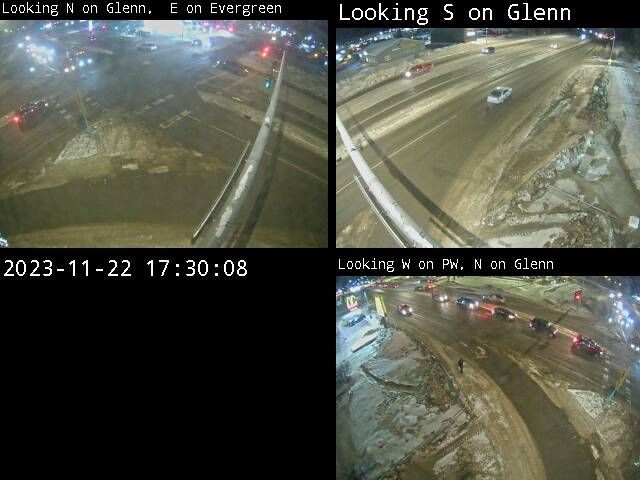 Looking N on Glenn, E on Evergreen
Looking S on Glenn
2023-11-22 17:30:08
Looking W on PW, N on Glenn